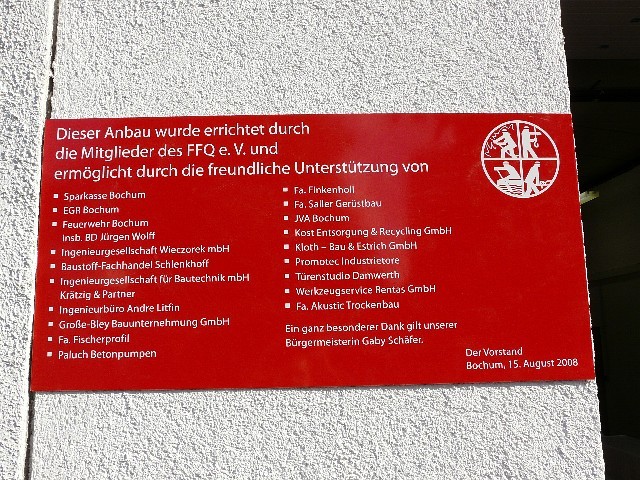 Dieser Anbau wurde errichtet durch
die Mitglieder des FFQ e. V. und
ermöglicht durch die freundliche Unterstützung von
▪ Sparkasse Bochum
▪ EGR Bochum
▪ Feuerwehr Bochum
Insb. BD Jürgen Wolff
▪ Ingenieurgesellschaft Wieczorek mbH
▪ Baustoff-Fachhandel Schlenkhoff
▪ Ingenieurgesellschaft für Bautechnik mbH
Krätzig & Partner
▪ Ingenieurbüro Andre Litfin
▪ Große-Bley Bauunternehmung GmbH
▪ Fa. Fischerprofil
▪ Paluch Betonpumpen
▪ Fa. Finkenholl
▪ Fa. Saller Gerüstbau
▪ JVA Bochum
▪ Kost Entsorgung & Recycling GmbH
▪ Kloth – Bau & Estrich GmbH
▪ Promotec Industrietore
▪ Türenstudio Damwerth
▪ Werkzeugservice Rentas GmbH
▪ Fa. Akustic Trockenbau
Ein ganz besonderer Dank gilt unserer
Bürgermeisterin Gaby Schäfer.
Der Vorstand
Bochum, 15. August 2008